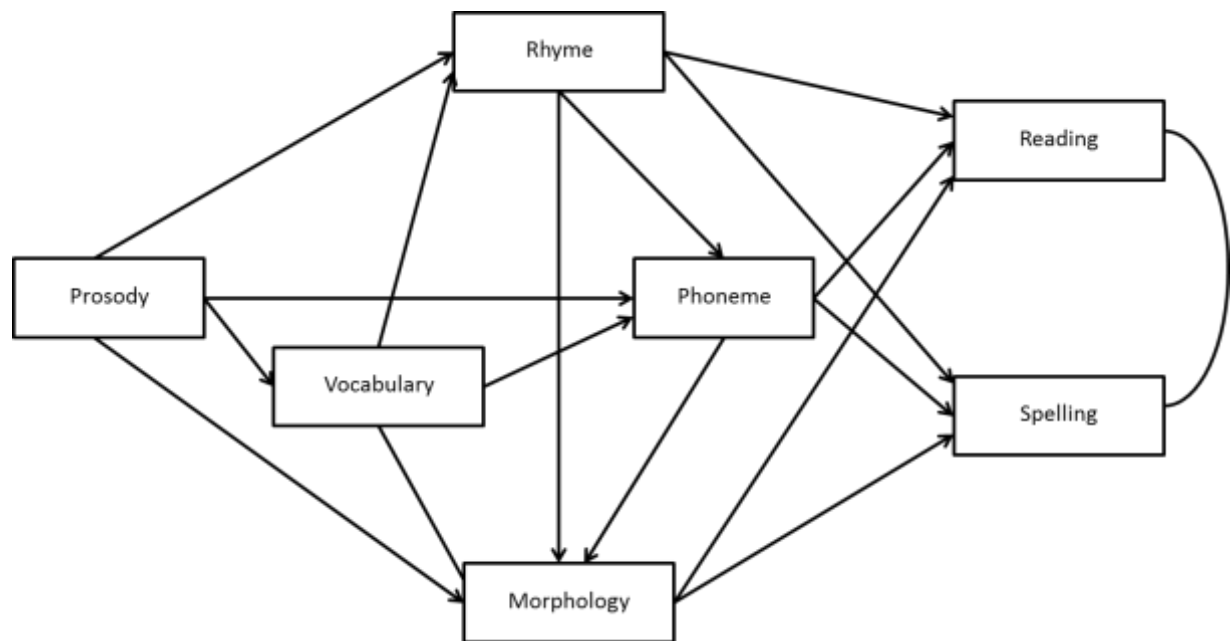 Rhyme
Reading
Prosody
Phoneme
Vocabulary
Spelling
Morphology